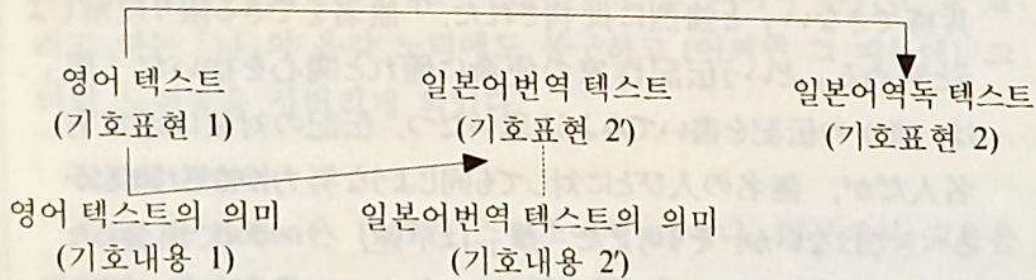 영어 텍스트 일본어번역 텍스트 일본어역독 텍스트
(기호표현 1) (기호표현 2′) (기호표현 2)
영어 텍스트의 의미 일본어번역 텍스트의 의미
(기호내용 1) (기호내용 2′)